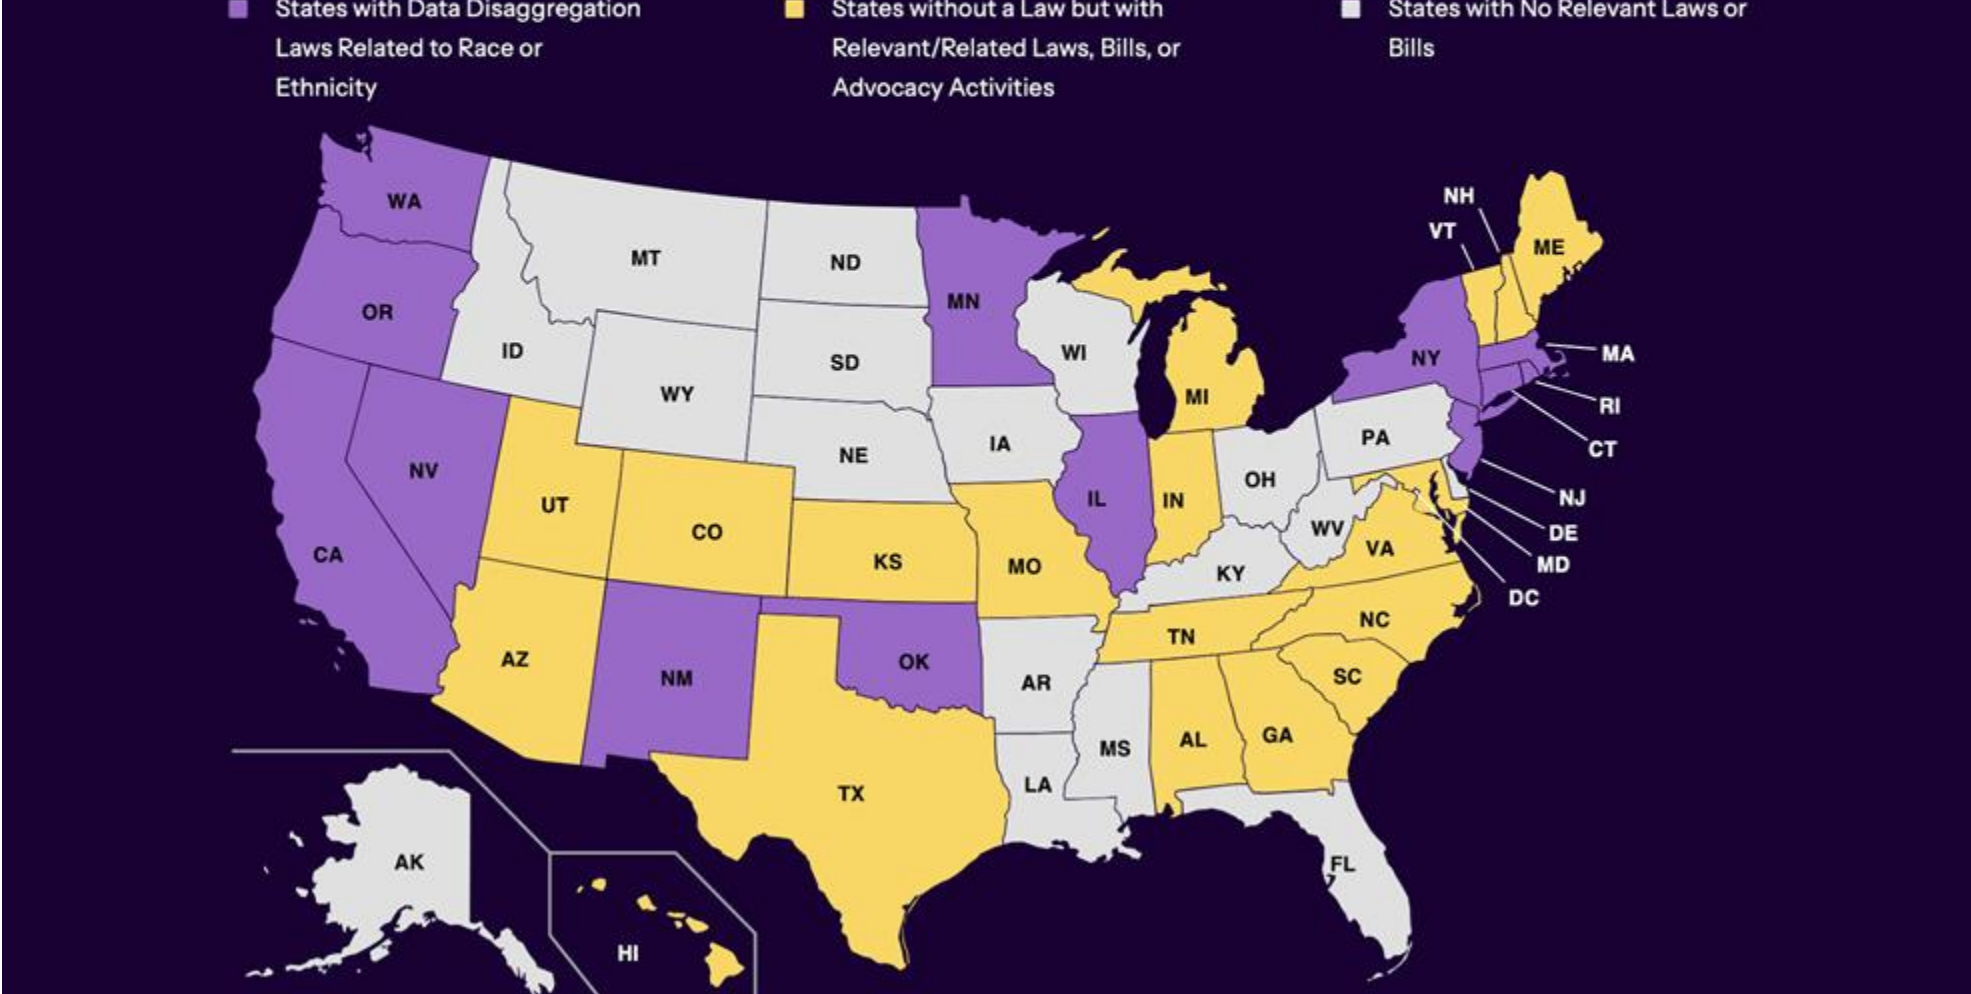 States with Data Disaggregation
Laws Related to Race or
Ethnicity
States without a Law but with
Relevant/Related Laws, Bills, or
Advocacy Activities
States with No Relevant Laws or
Bills
WA
OR
CA
NV
ID
MT
WY
UT
AZ
CO
NM
ND
SD
NE
KS
OK
TX
MN
IA
MO
AR
LA
WI
IL
MS
MI
IN
OH
KY
TN
AL
GA
FL
SC
NC
VA
WV
PA
NY
VT
NH
ME
MA
RI
CT
NJ
DE
MD
DC
AK
HI